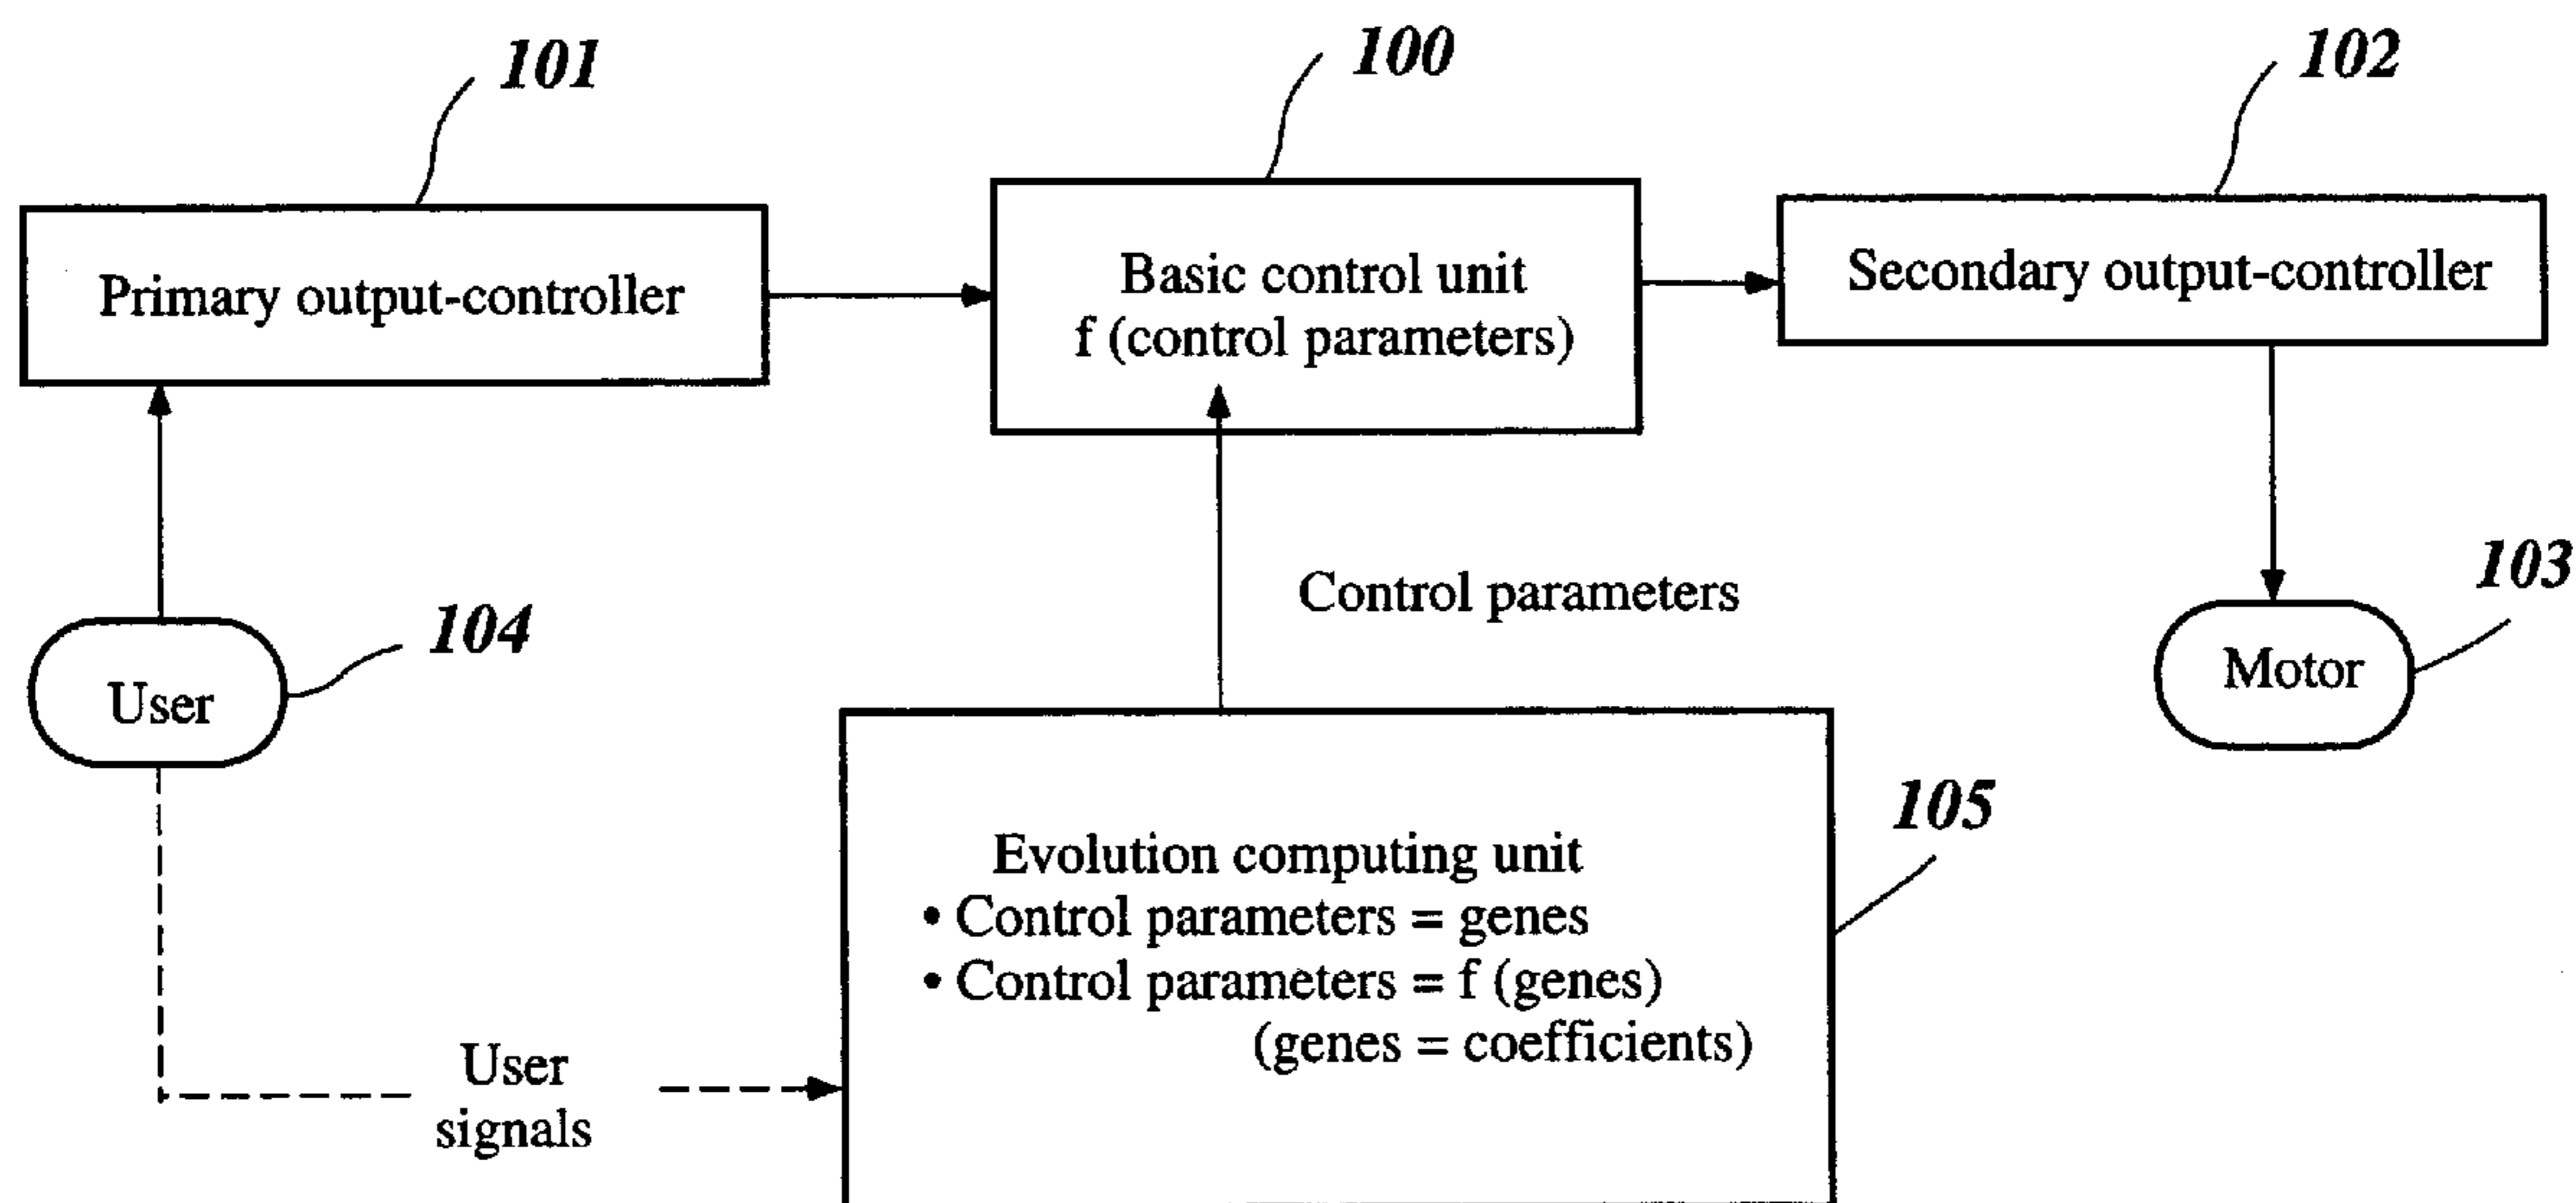 101
100
102
Primary output-controller
Basic control unit
f (control parameters)
Secondary output-controller
Control parameters
103
104
User
Motor
105
Evolution computing unit
• Control parameters = genes
• Control parameters = f (genes)
(genes = coefficients)
User
signals